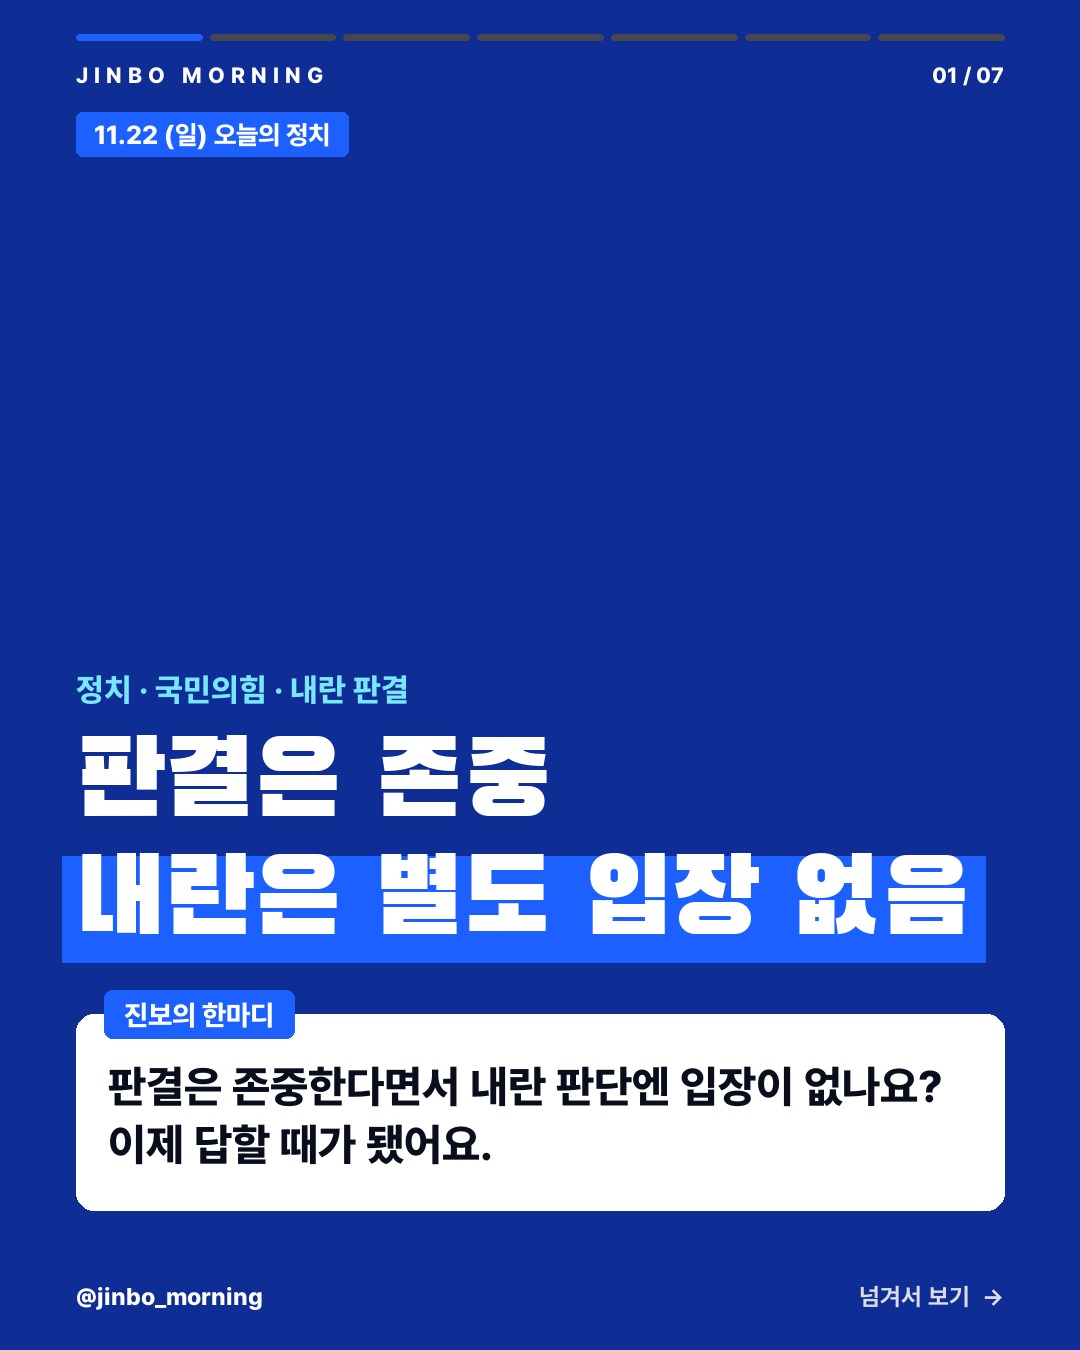 JINBO MORNING
01 / 07
11.22 (일) 오늘의 정치
정치 · 국민의힘 · 내란 판결
판결은 존중
내란은 별도 입장 없음
진보의 한마디
판결은 존중한다면서 내란 판단엔 입장이 없나요?
이제 답할 때가 됐어요.
@jinbo_morning
넘겨서 보기 →